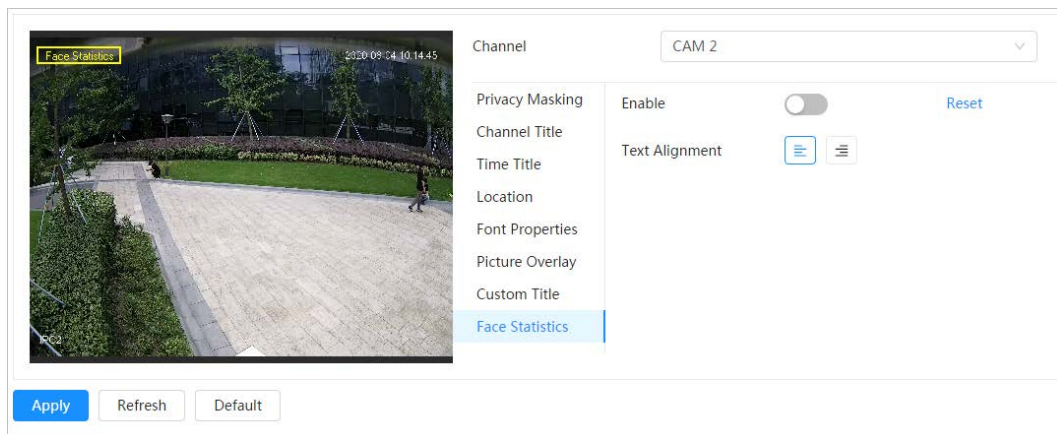 Face Statistics
2020-09-04 10:14:45
IPC2
Channel
CAM 2
Privacy Masking
Channel Title
Time Title
Location
Font Properties
Picture Overlay
Custom Title
Face Statistics
Enable
Reset
Text Alignment
Apply
Refresh
Default